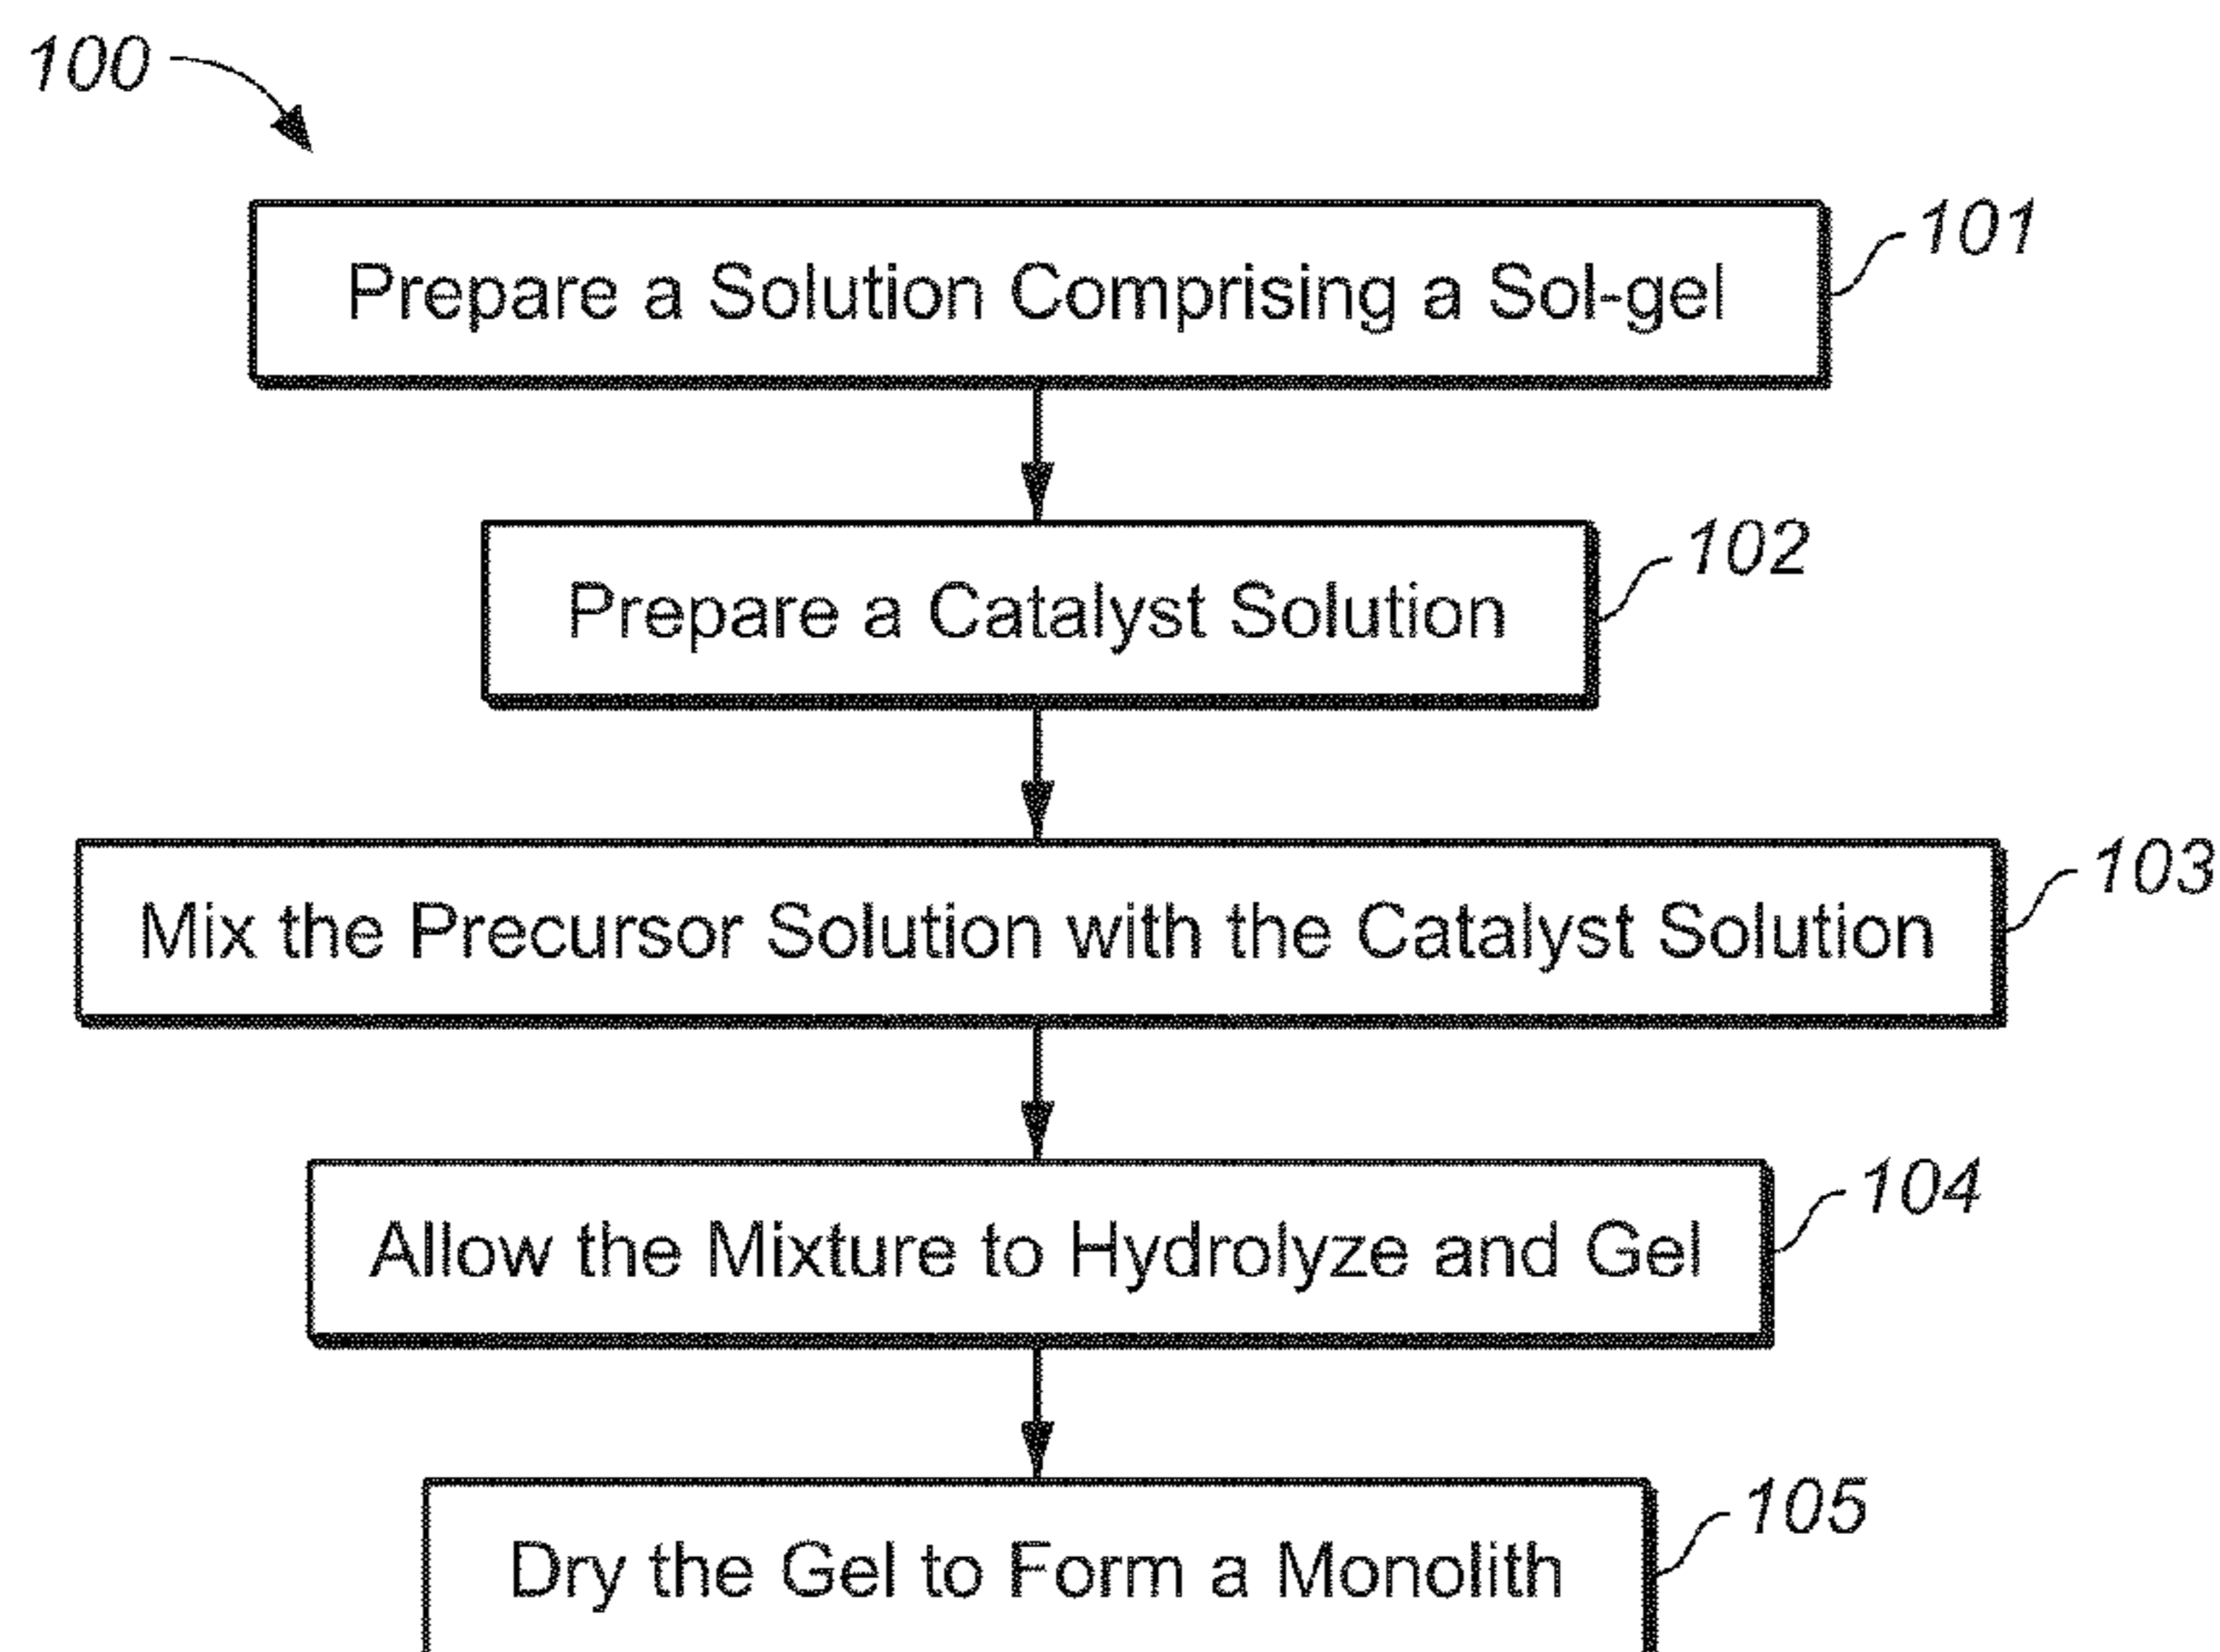 100
Prepare a Solution Comprising a Sol-gel
101
Prepare a Catalyst Solution
102
Mix the Precursor Solution with the Catalyst Solution
103
Allow the Mixture to Hydrolyze and Gel
104
Dry the Gel to Form a Monolith
105